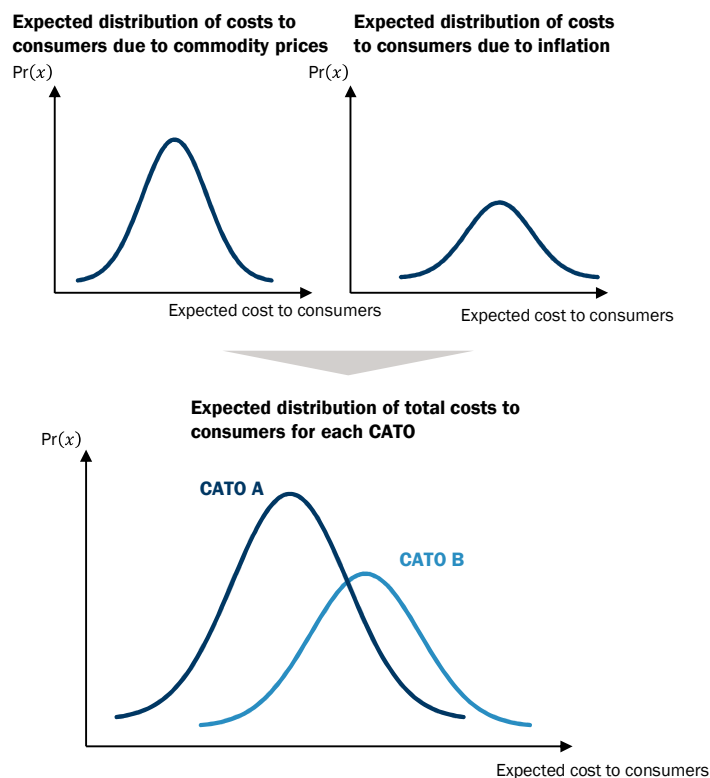 Expected distribution of costs to
consumers due to commodity prices
Expected distribution of costs
to consumers due to inflation
Pr(𝑥)
Pr(𝑥)
Expected cost to consumers
Expected cost to consumers
Expected distribution of total costs to
consumers for each CATO
Pr(𝑥)
CATO A
CATO B
Expected cost to consumers